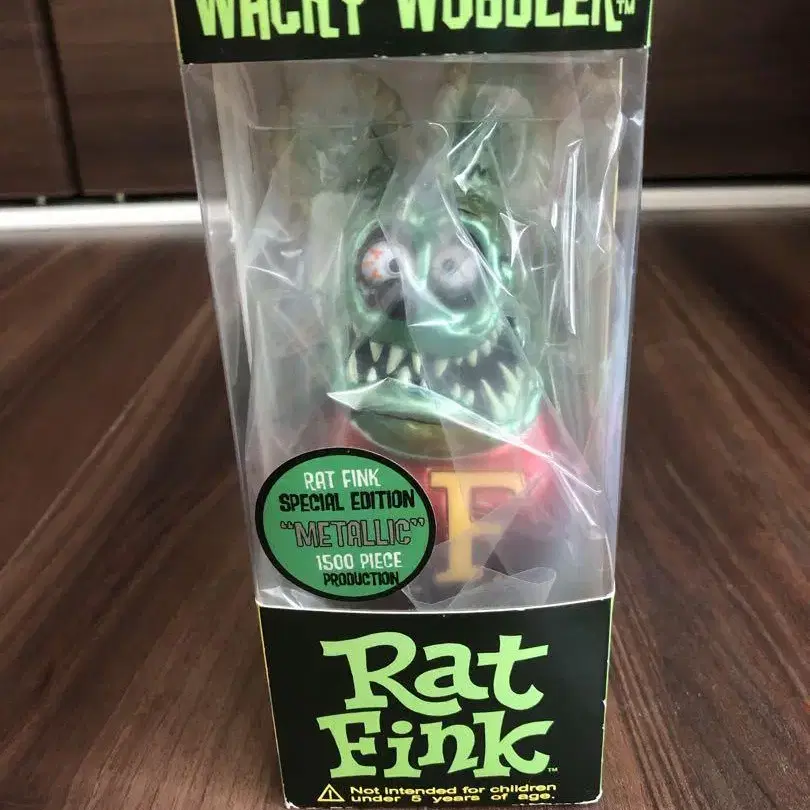 WACKY WOBBLER™
F
RAT FINK
SPECIAL EDITION
"METALLIC"
1500 PIECE
PRODUCTION
Rat
Fink™
Not intended for children
under 5 years of age.